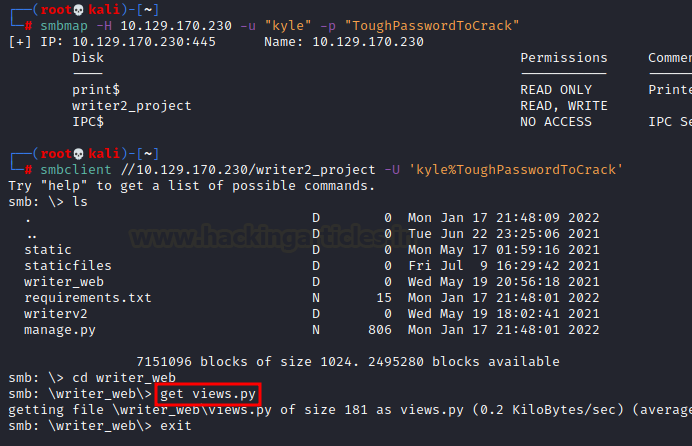 ┌──(root💀kali)-[~]
└─# smbmap -H 10.129.170.230 -u "kyle" -p "ToughPasswordToCrack"
[+] IP: 10.129.170.230:445 Name: 10.129.170.230
Disk Permissions Comme
---- ----------- -----
print$ READ ONLY Printe
writer2_project READ, WRITE
IPC$ NO ACCESS IPC Se
┌──(root💀kali)-[~]
└─# smbclient //10.129.170.230/writer2_project -U 'kyle%ToughPasswordToCrack'
Try "help" to get a list of possible commands.
smb: \> ls
. D 0 Mon Jan 17 21:48:09 2022
.. D 0 Tue Jun 22 23:25:06 2021
www.hackingarticles.in
static D 0 Mon May 17 01:59:16 2021
staticfiles D 0 Fri Jul 9 16:29:42 2021
writer_web D 0 Wed May 19 20:56:18 2021
requirements.txt N 15 Mon Jan 17 21:48:01 2022
writerv2 D 0 Wed May 19 18:02:41 2021
manage.py N 806 Mon Jan 17 21:48:01 2022
7151096 blocks of size 1024. 2495280 blocks available
smb: \> cd writer_web
smb: \writer_web\> get views.py
getting file \writer_web\views.py of size 181 as views.py (0.2 KiloBytes/sec) (average
smb: \writer_web\> exit